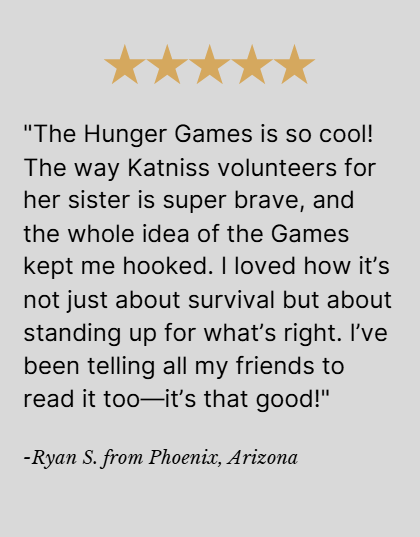 "The Hunger Games is so cool!
The way Katniss volunteers for
her sister is super brave, and
the whole idea of the Games
kept me hooked. I loved how it’s
not just about survival but about
standing up for what’s right. I’ve
been telling all my friends to
read it too—it’s that good!"
-Ryan S. from Phoenix, Arizona